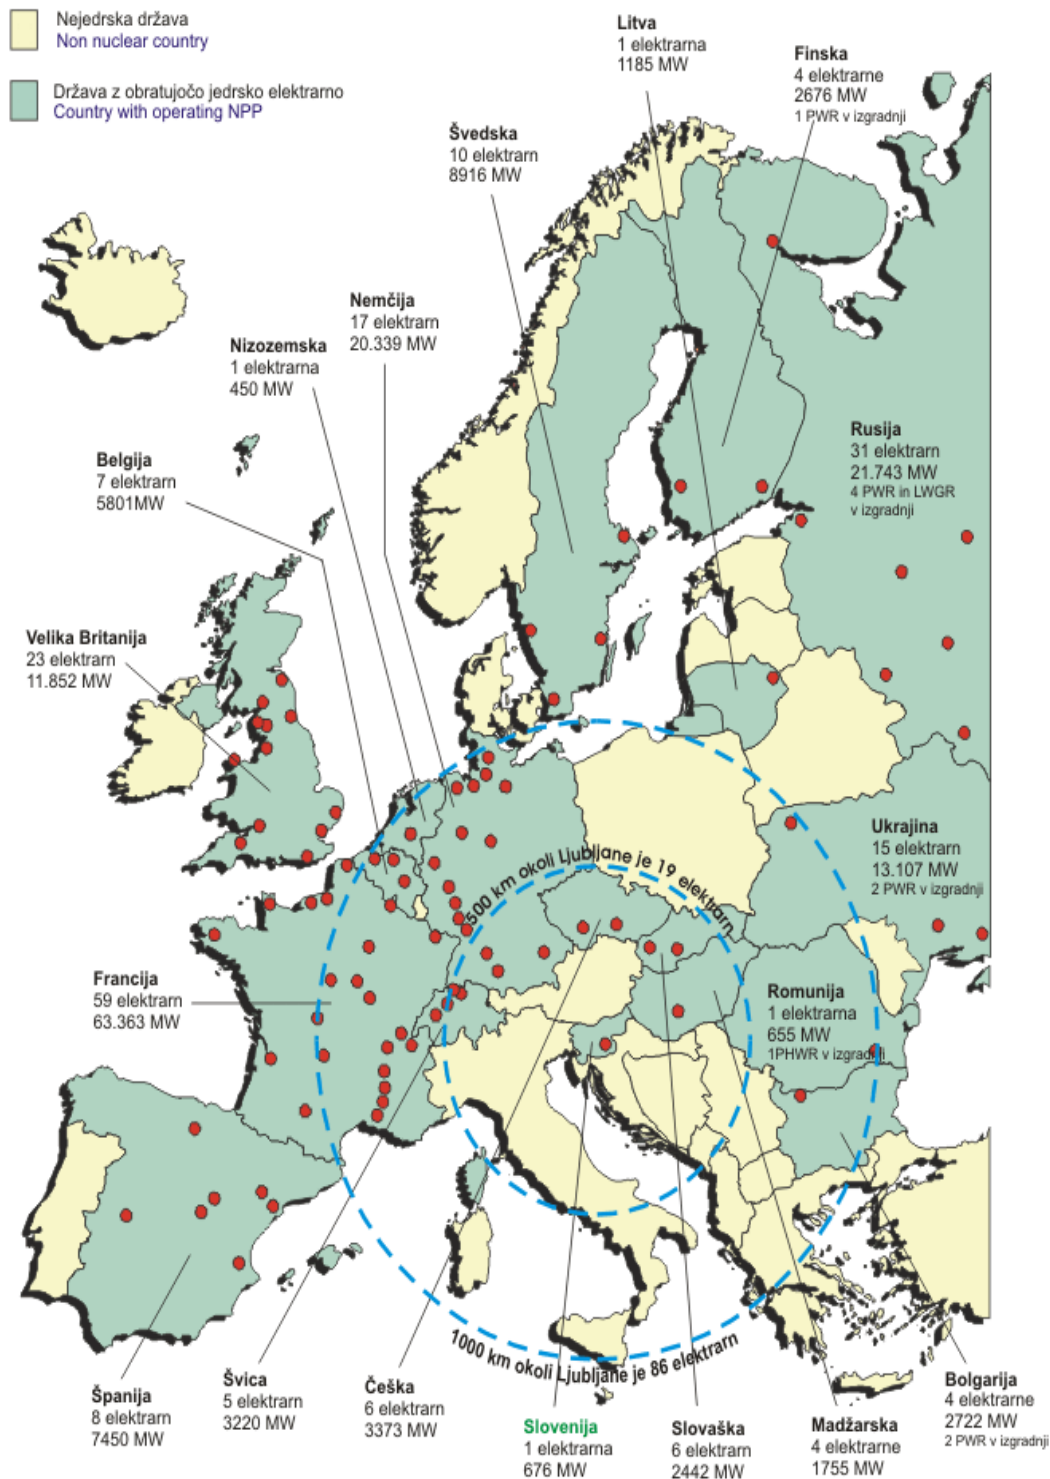 Nejedrska država
Non nuclear country
Država z obratujočo jedrsko elektrarno
Country with operating NPP
Litva
1 elektrarna
1185 MW
Finska
4 elektrarne
2676 MW
1 PWR v izgradnji
Švedska
10 elektrarn
8916 MW
Nemčija
17 elektrarn
20.339 MW
Nizozemska
1 elektrarna
450 MW
Belgija
7 elektrarn
5801MW
Rusija
31 elektrarn
21.743 MW
4 PWR in LWGR
v izgradnji
Velika Britanija
23 elektrarn
11.852 MW
Ukrajina
15 elektrarn
13.107 MW
2 PWR v izgradnji
500 km okoli Ljubljane je 19 elektrarn
Francija
59 elektrarn
63.363 MW
Romunija
1 elektrarna
655 MW
1PHWR v izgradnji
1000 km okoli Ljubljane je 86 elektrarn
Španija
8 elektrarn
7450 MW
Švica
5 elektrarn
3220 MW
Češka
6 elektrarn
3373 MW
Slovenija
1 elektrarna
676 MW
Slovaška
6 elektrarn
2442 MW
Madžarska
4 elektrarne
1755 MW
Bolgarija
4 elektrarne
2722 MW
2 PWR v izgradnji